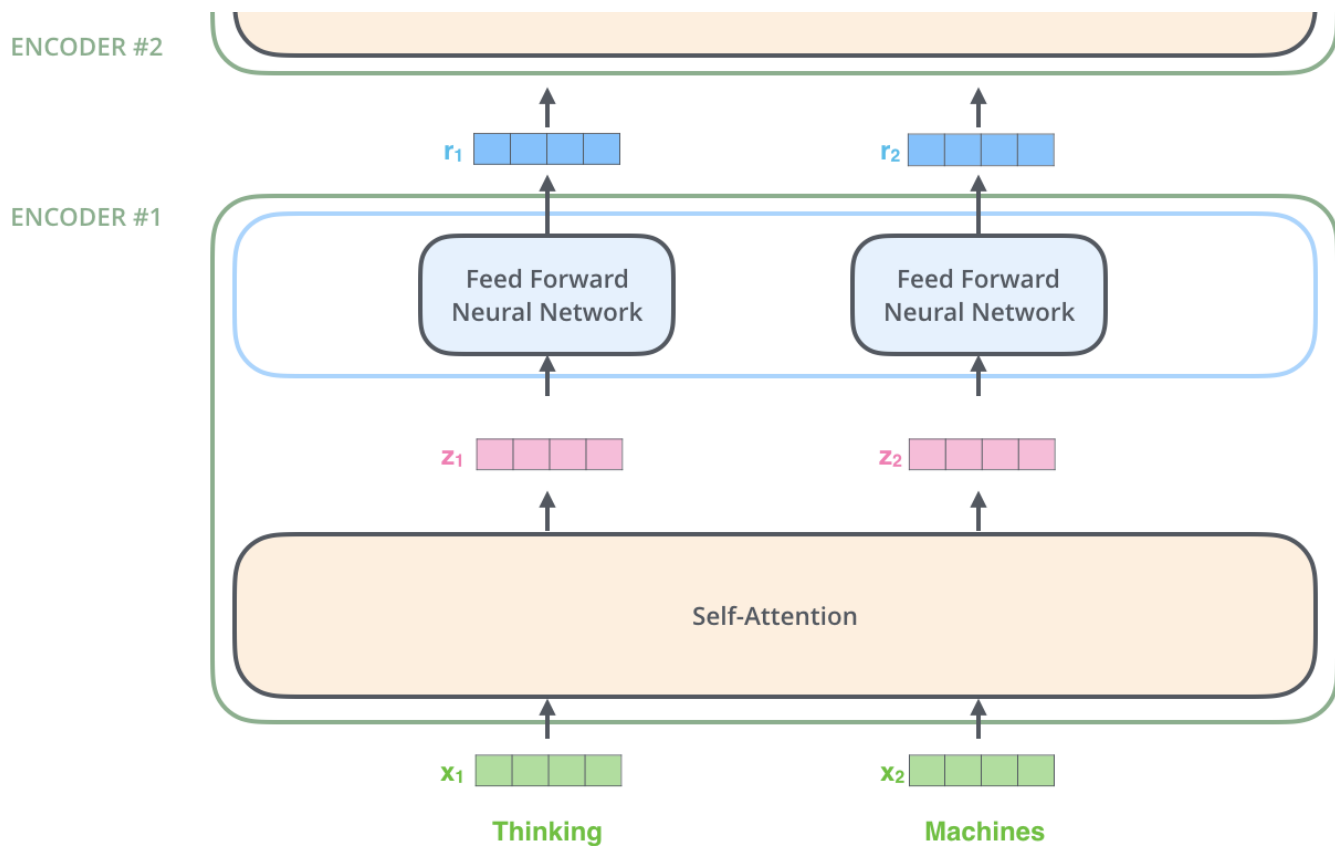 ENCODER #2
r₁ r₂
ENCODER #1
Feed Forward Neural Network
Feed Forward Neural Network
z₁ z₂
Self-Attention
x₁ x₂
Thinking Machines